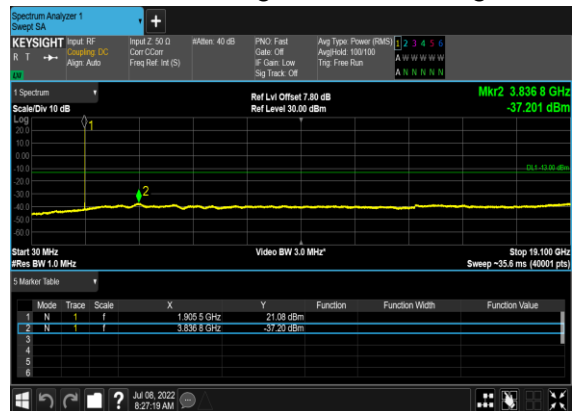 Spectrum Analyzer 1
Swept SA
+
KEYSIGHT Input: RF Input Z: 50 Ω #Atten: 40 dB PNO: Fast Avg Type: Power (RMS) 1 2 3 4 5 6
R T Coupling: DC Corr CCorr Gate: Off Avg|Hold: 100/100 A W W W W W
Align: Auto Freq Ref: Int (S) IF Gain: Low Trig: Free Run A N N N N N
Sig Track: Off
1 Spectrum Ref Lvl Offset 7.80 dB Mkr2 3.836 8 GHz
Scale/Div 10 dB Ref Level 30.00 dBm -37.201 dBm
Log
20.0
10.0
0.00
-10.0
-20.0
-30.0
-40.0
-50.0
-60.0
1
2
DL1 -13.00 dBm
Start 30 MHz Video BW 3.0 MHz* Stop 19.100 GHz
#Res BW 1.0 MHz Sweep ~35.6 ms (40001 pts)
5 Marker Table
Mode Trace Scale X Y Function Function Width Function Value
1 N 1 f 1.905 5 GHz 21.08 dBm
2 N 1 f 3.836 8 GHz -37.20 dBm
3
4
5
6
? Jul 08, 2022
8:27:19 AM